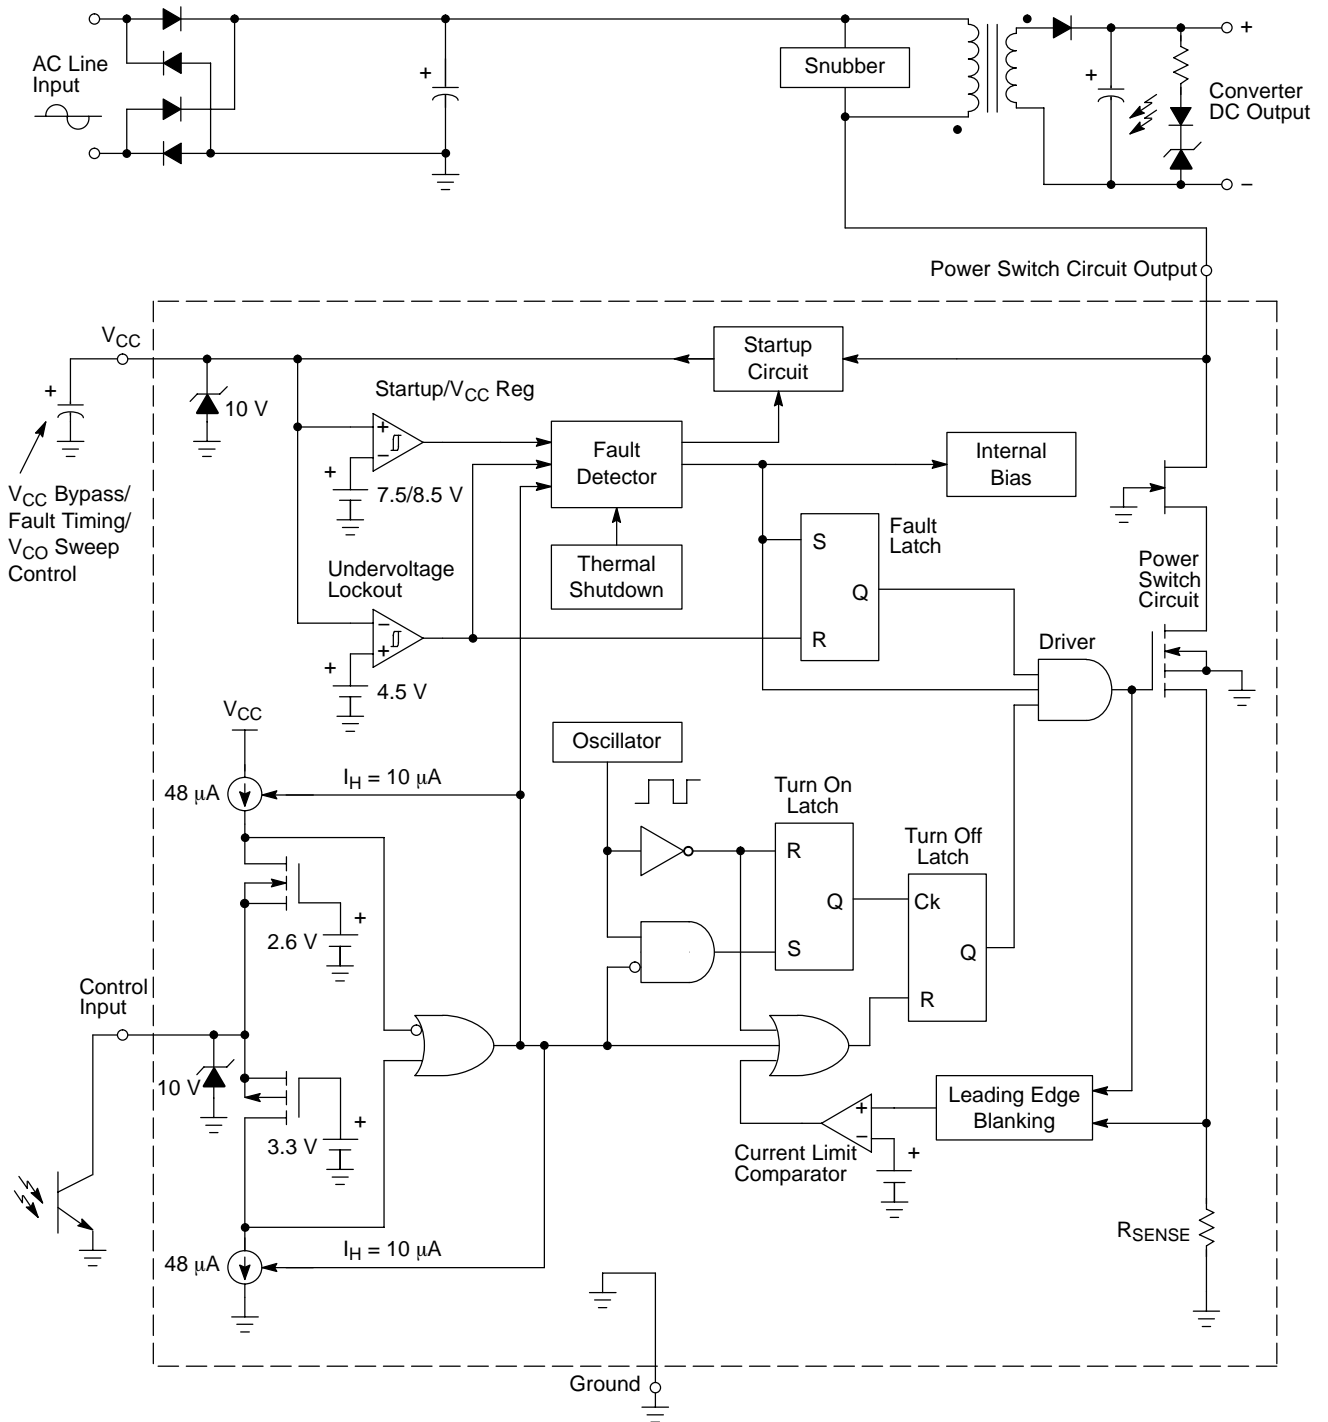 AC Line
Input
+
Snubber
+
+
Converter
DC Output
−
Power Switch Circuit Output
VCC
Startup
Circuit
+
10 V
Startup/VCC Reg
+
−
+
7.5/8.5 V
Fault
Detector
Internal
Bias
VCC Bypass/
Fault Timing/
VCO Sweep
Control
Thermal
Shutdown
Fault
Latch
S
Q
R
Undervoltage
Lockout
−
+
+
4.5 V
Power
Switch
Circuit
Driver
VCC
Oscillator
48 μA
IH = 10 μA
Turn On
Latch
R
Q
S
Turn Off
Latch
Ck
Q
R
+
2.6 V
Control
Input
10 V
+
3.3 V
Leading Edge
Blanking
+
−
+
Current Limit
Comparator
RSENSE
48 μA
IH = 10 μA
Ground